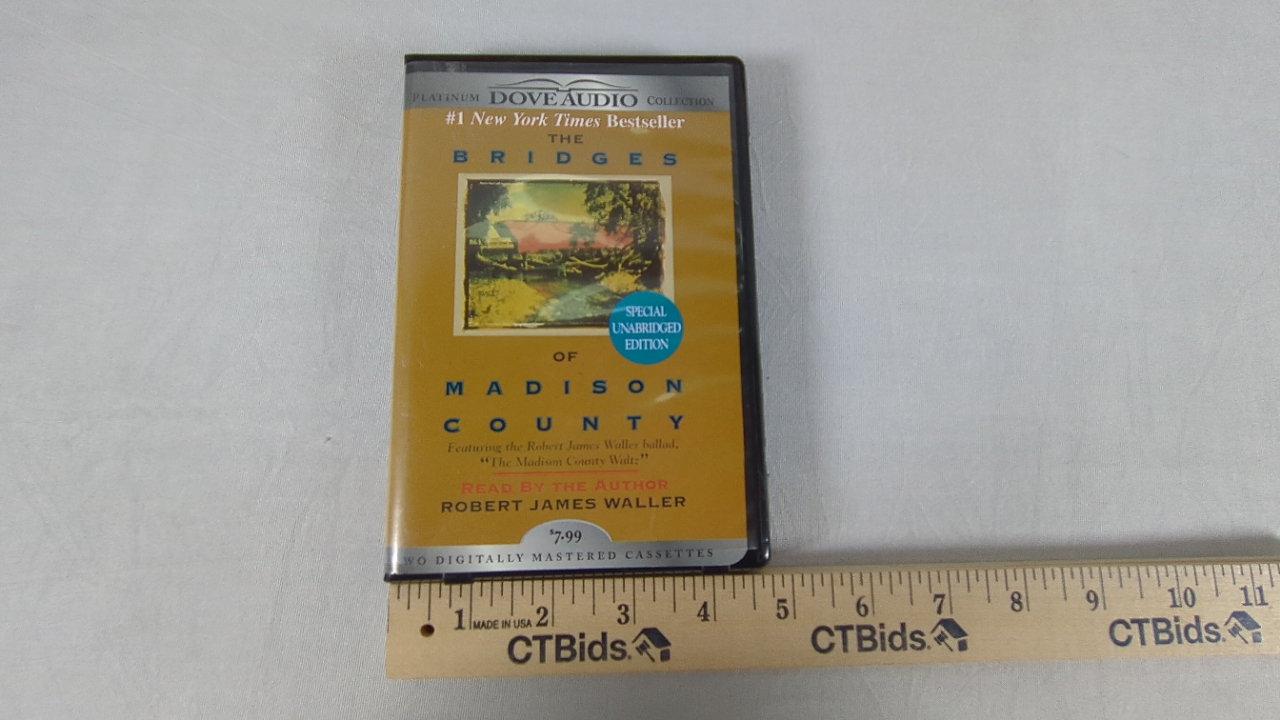 PLATINUM DOVE AUDIO COLLECTION
#1 New York Times Bestseller
THE
BRIDGES
SPECIAL
UNABRIDGED
EDITION
OF
MADISON
COUNTY
Featuring the Robert James Waller ballad,
“The Madison County Waltz”
READ BY THE AUTHOR
ROBERT JAMES WALLER
$7.99
WO DIGITALLY MASTERED CASSETTES
1 2 3 4 5 6 7 8 9 10 11
MADE IN USA
CTBids. CTBids. CTBids.